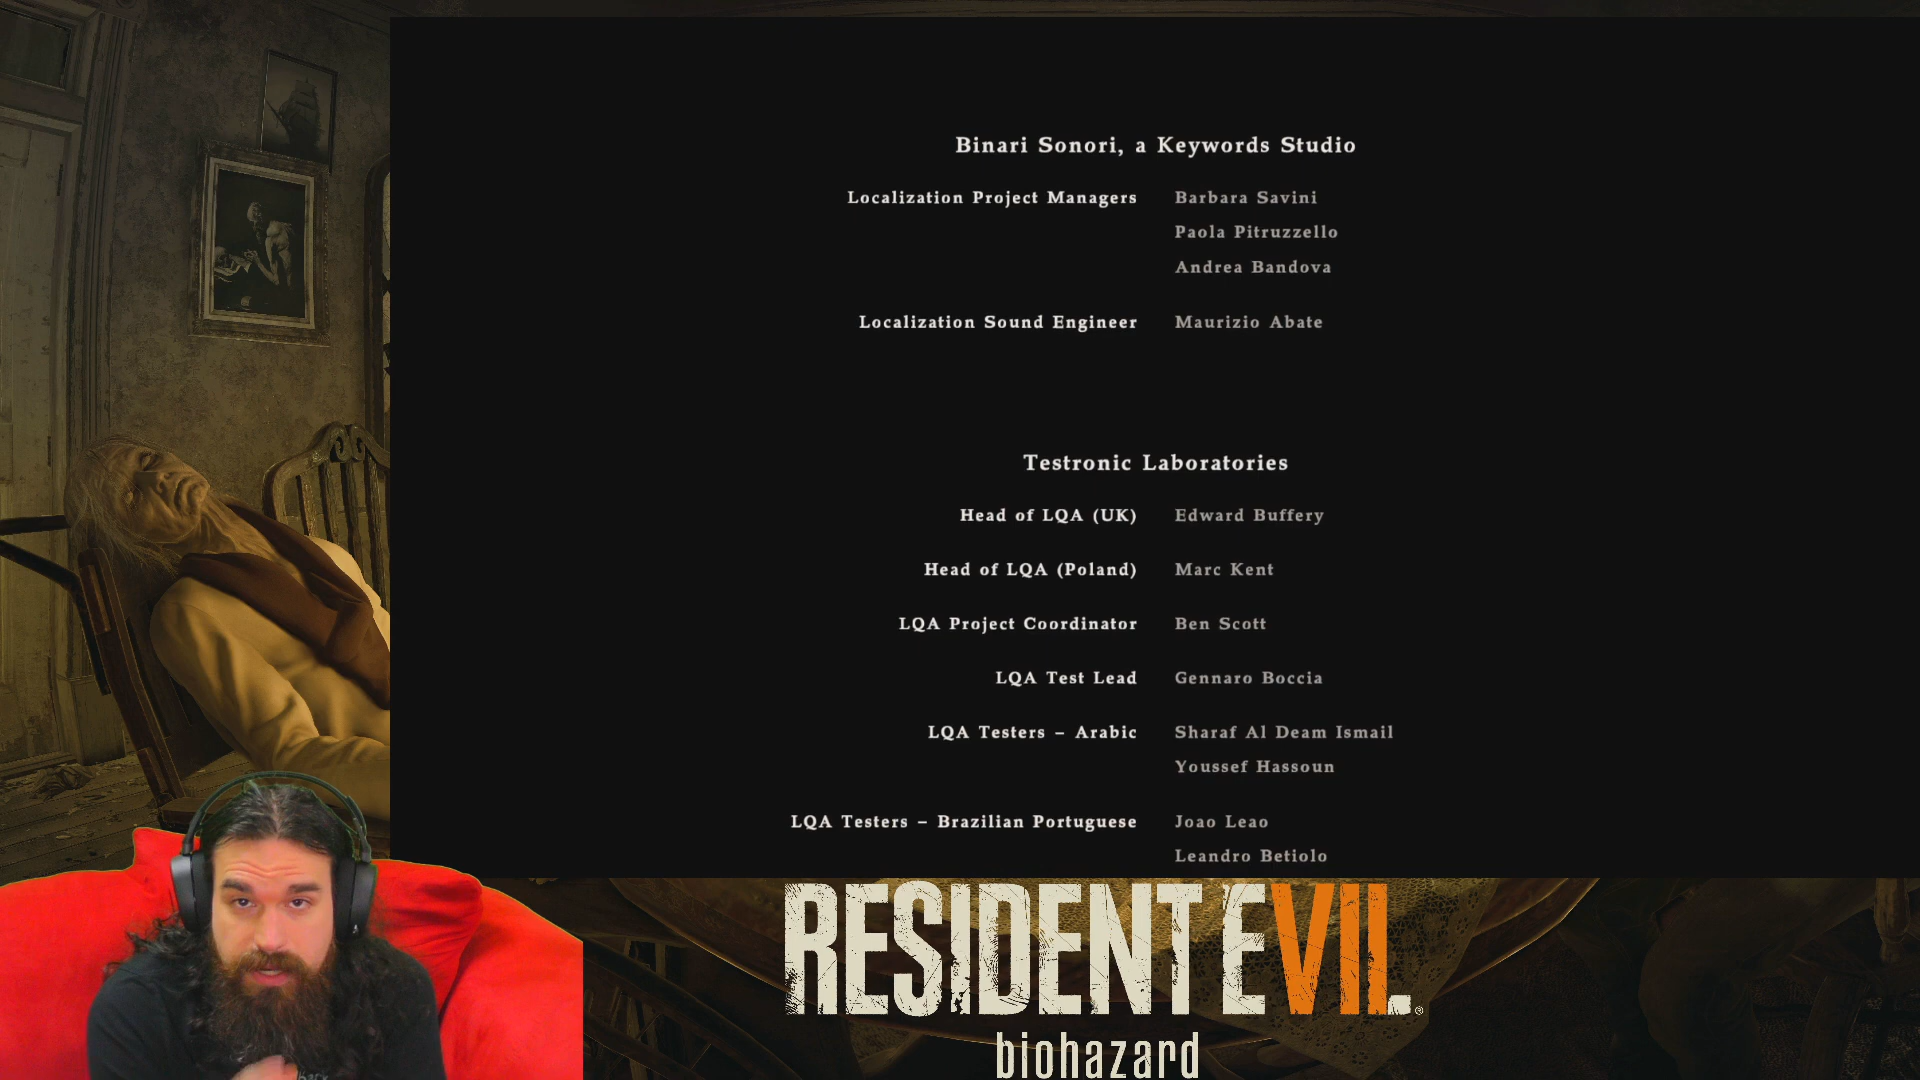 Binari Sonori, a Keywords Studio
Localization Project Managers Barbara Savini
Paola Pitruzzello
Andrea Bandova
Localization Sound Engineer Maurizio Abate
Testronic Laboratories
Head of LQA (UK) Edward Buffery
Head of LQA (Poland) Marc Kent
LQA Project Coordinator Ben Scott
LQA Test Lead Gennaro Boccia
LQA Testers – Arabic Sharaf Al Deam Ismail
Youssef Hassoun
LQA Testers – Brazilian Portuguese Joao Leao
Leandro Betiolo
RESIDENT EVIL®
biohazard